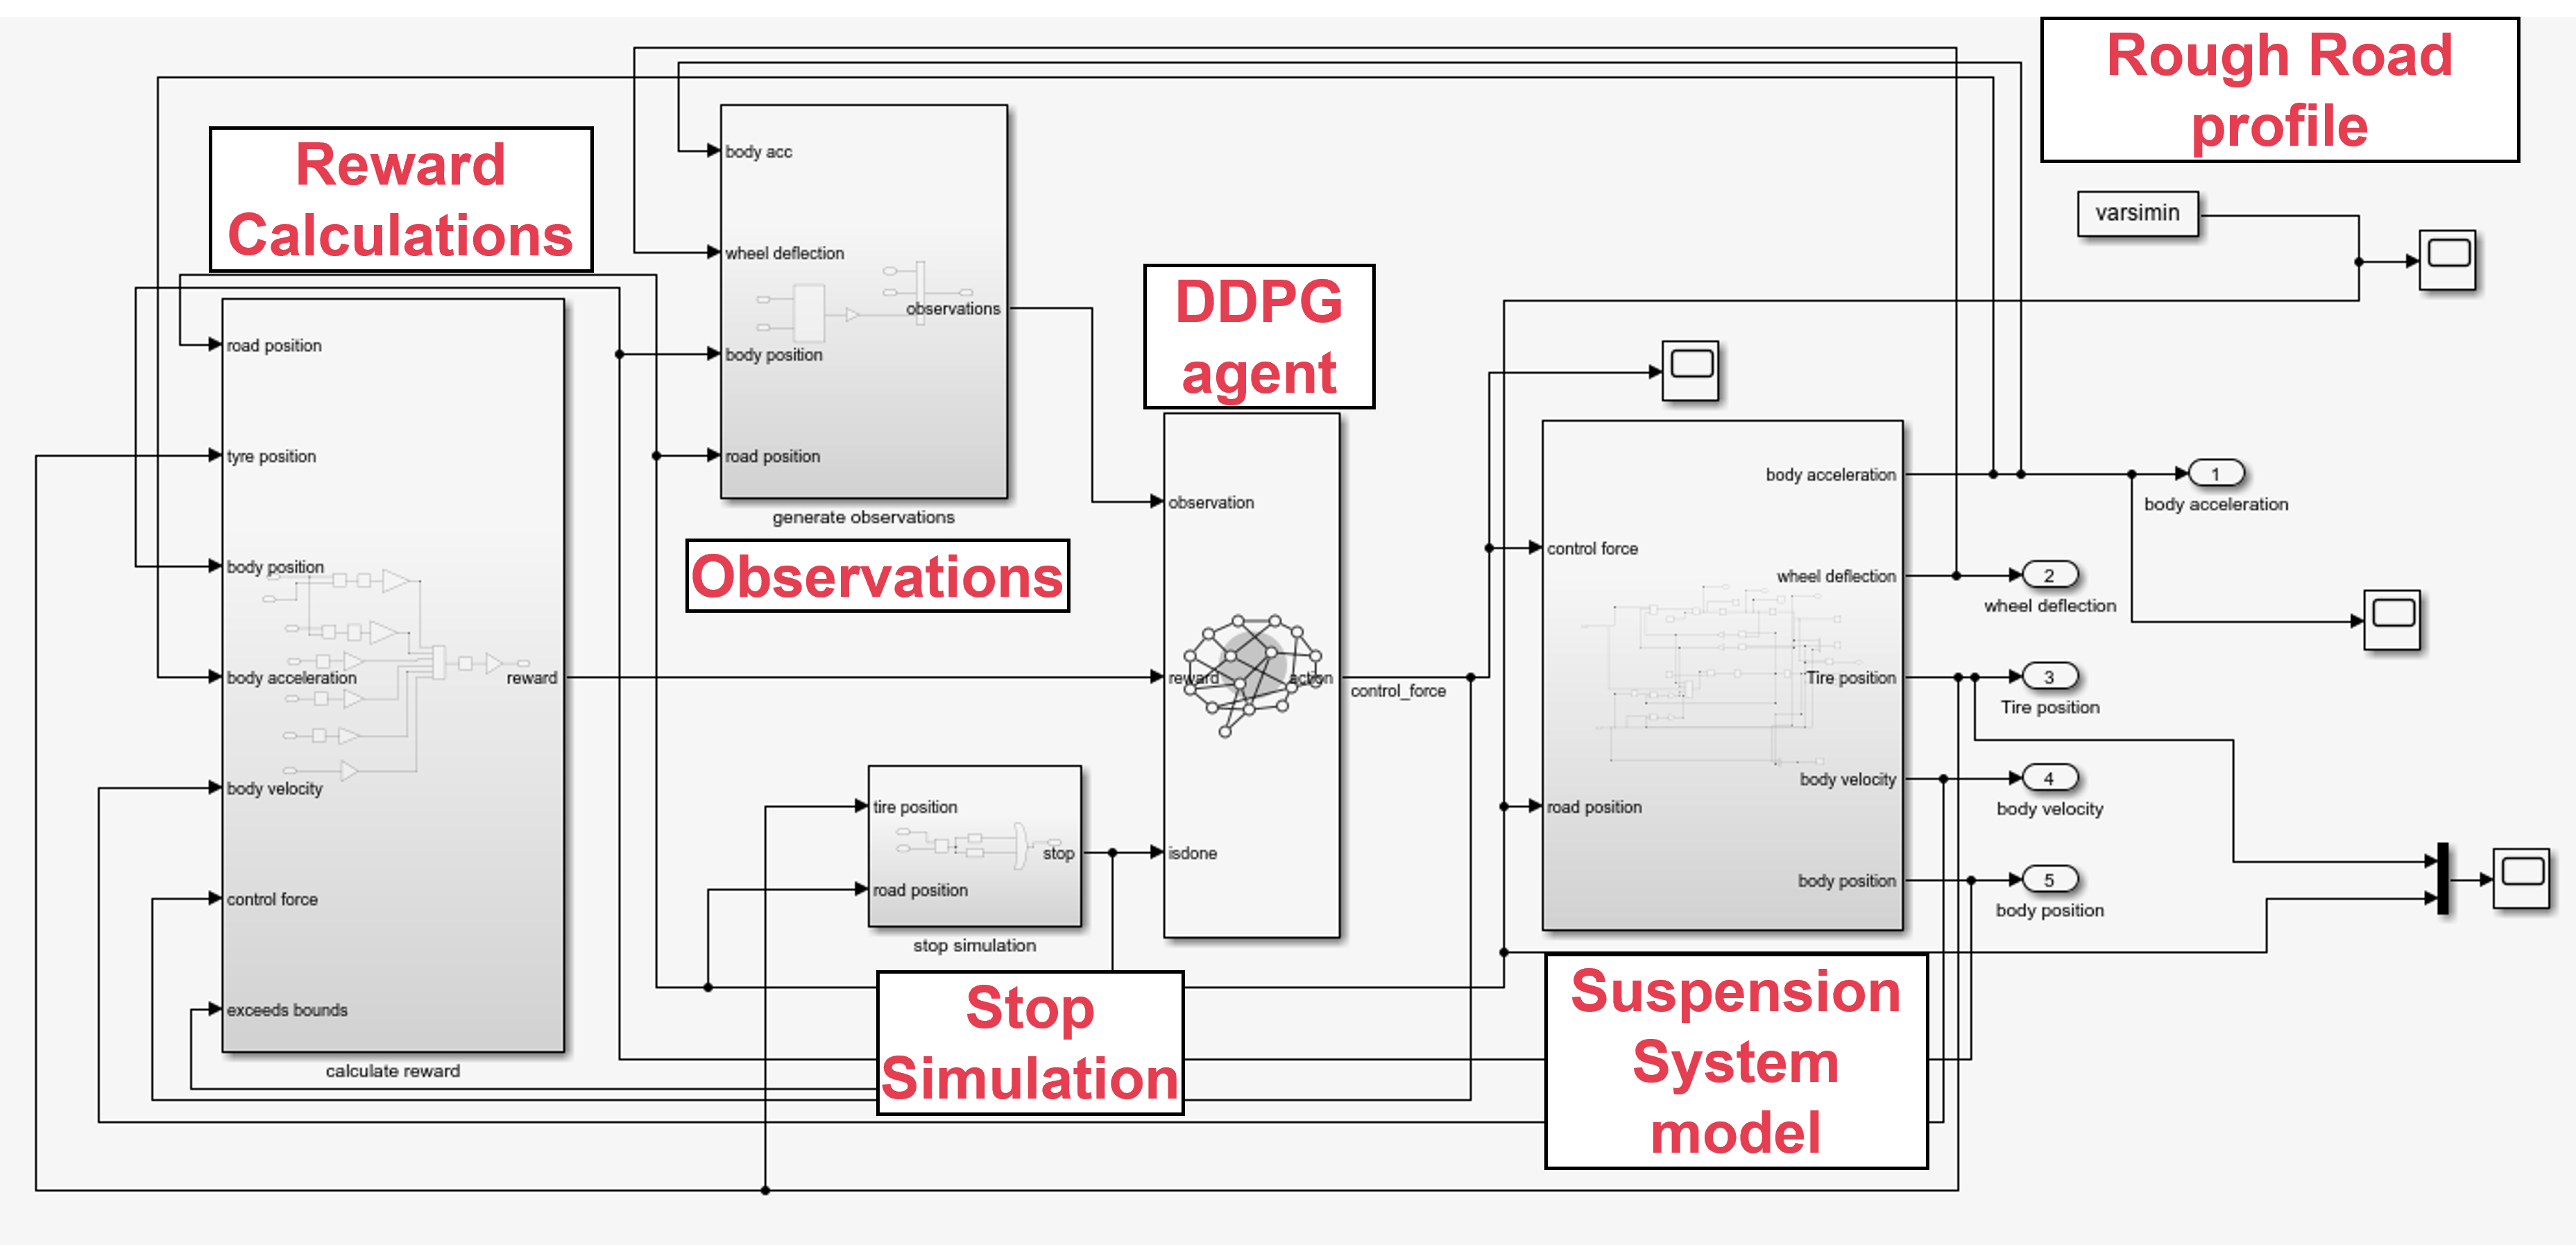 Rough Road
profile
varsimin
Reward
Calculations
body acc
wheel deflection
observations
body position
road position
generate observations
Observations
road position
tyre position
body position
body acceleration
reward
body velocity
control force
exceeds bounds
calculate reward
DDPG
agent
observation
reward
action
isdone
control_force
tire position
stop
road position
stop simulation
Stop
Simulation
control force
road position
body acceleration
wheel deflection
Tire position
body velocity
body position
Suspension
System
model
1
body acceleration
2
wheel deflection
3
Tire position
4
body velocity
5
body position